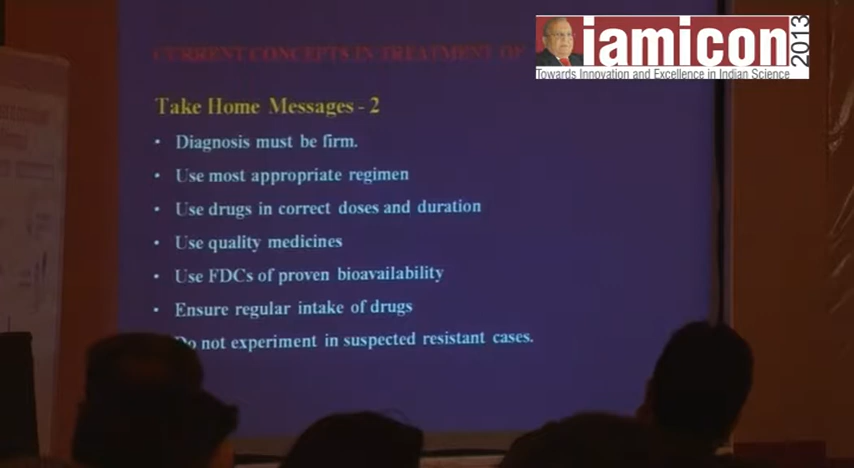 iamicon
2013
Towards Innovation and Excellence in Indian Science
CURRENT CONCEPTS IN TREATMENT OF
Take Home Messages - 2
• Diagnosis must be firm.
• Use most appropriate regimen
• Use drugs in correct doses and duration
• Use quality medicines
• Use FDCs of proven bioavailability
• Ensure regular intake of drugs
Do not experiment in suspected resistant cases.